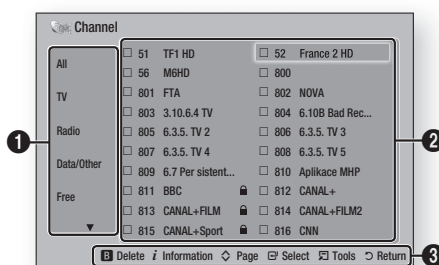 Channel
All
TV
Radio
Data/Other
Free
▼
51 TF1 HD 52 France 2 HD
56 M6HD 800
801 FTA 802 NOVA
803 3.10.6.4 TV 804 6.10B Bad Rec...
805 6.3.5. TV 2 806 6.3.5. TV 3
807 6.3.5. TV 4 808 6.3.5. TV 5
809 6.7 Per sistent... 810 Aplikace MHP
811 BBC 812 CANAL+
813 CANAL+FILM 814 CANAL+FILM2
815 CANAL+Sport 816 CNN
B Delete i Information Page Select Tools Return
1
2
3